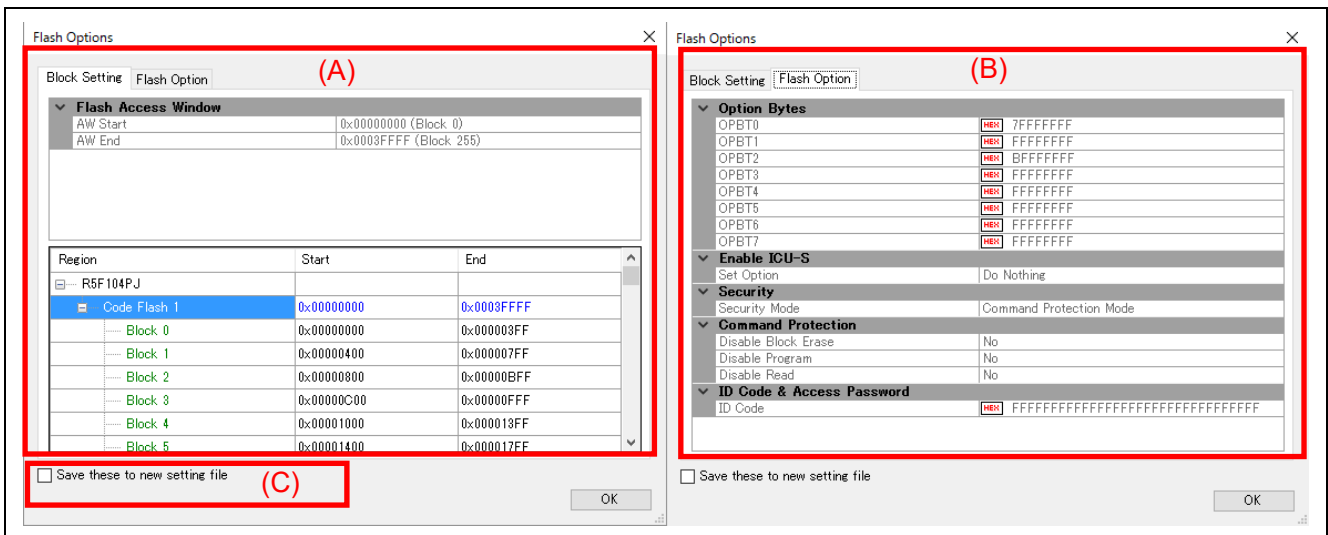 Flash Options
Block Setting Flash Option
(A)
Flash Access Window
AW Start 0x00000000 (Block 0)
AW End 0x0003FFFF (Block 255)
Region Start End
R5F104PJ
Code Flash 1 0x00000000 0x0003FFFF
Block 0 0x00000000 0x000003FF
Block 1 0x00000400 0x000007FF
Block 2 0x00000800 0x00000BFF
Block 3 0x00000C00 0x00000FFF
Block 4 0x00001000 0x000013FF
Block 5 0x00001400 0x000017FF
Save these to new setting file
(C)
OK
Flash Options
Block Setting Flash Option
(B)
Option Bytes
OPBT0 HEX 7FFFFFFF
OPBT1 HEX FFFFFFFF
OPBT2 HEX BFFFFFFF
OPBT3 HEX FFFFFFFF
OPBT4 HEX FFFFFFFF
OPBT5 HEX FFFFFFFF
OPBT6 HEX FFFFFFFF
OPBT7 HEX FFFFFFFF
Enable ICU-S
Set Option Do Nothing
Security
Security Mode Command Protection Mode
Command Protection
Disable Block Erase No
Disable Program No
Disable Read No
ID Code & Access Password
ID Code HEX FFFFFFFFFFFFFFFFFFFFFFFFFFFFFFFF
Save these to new setting file
OK